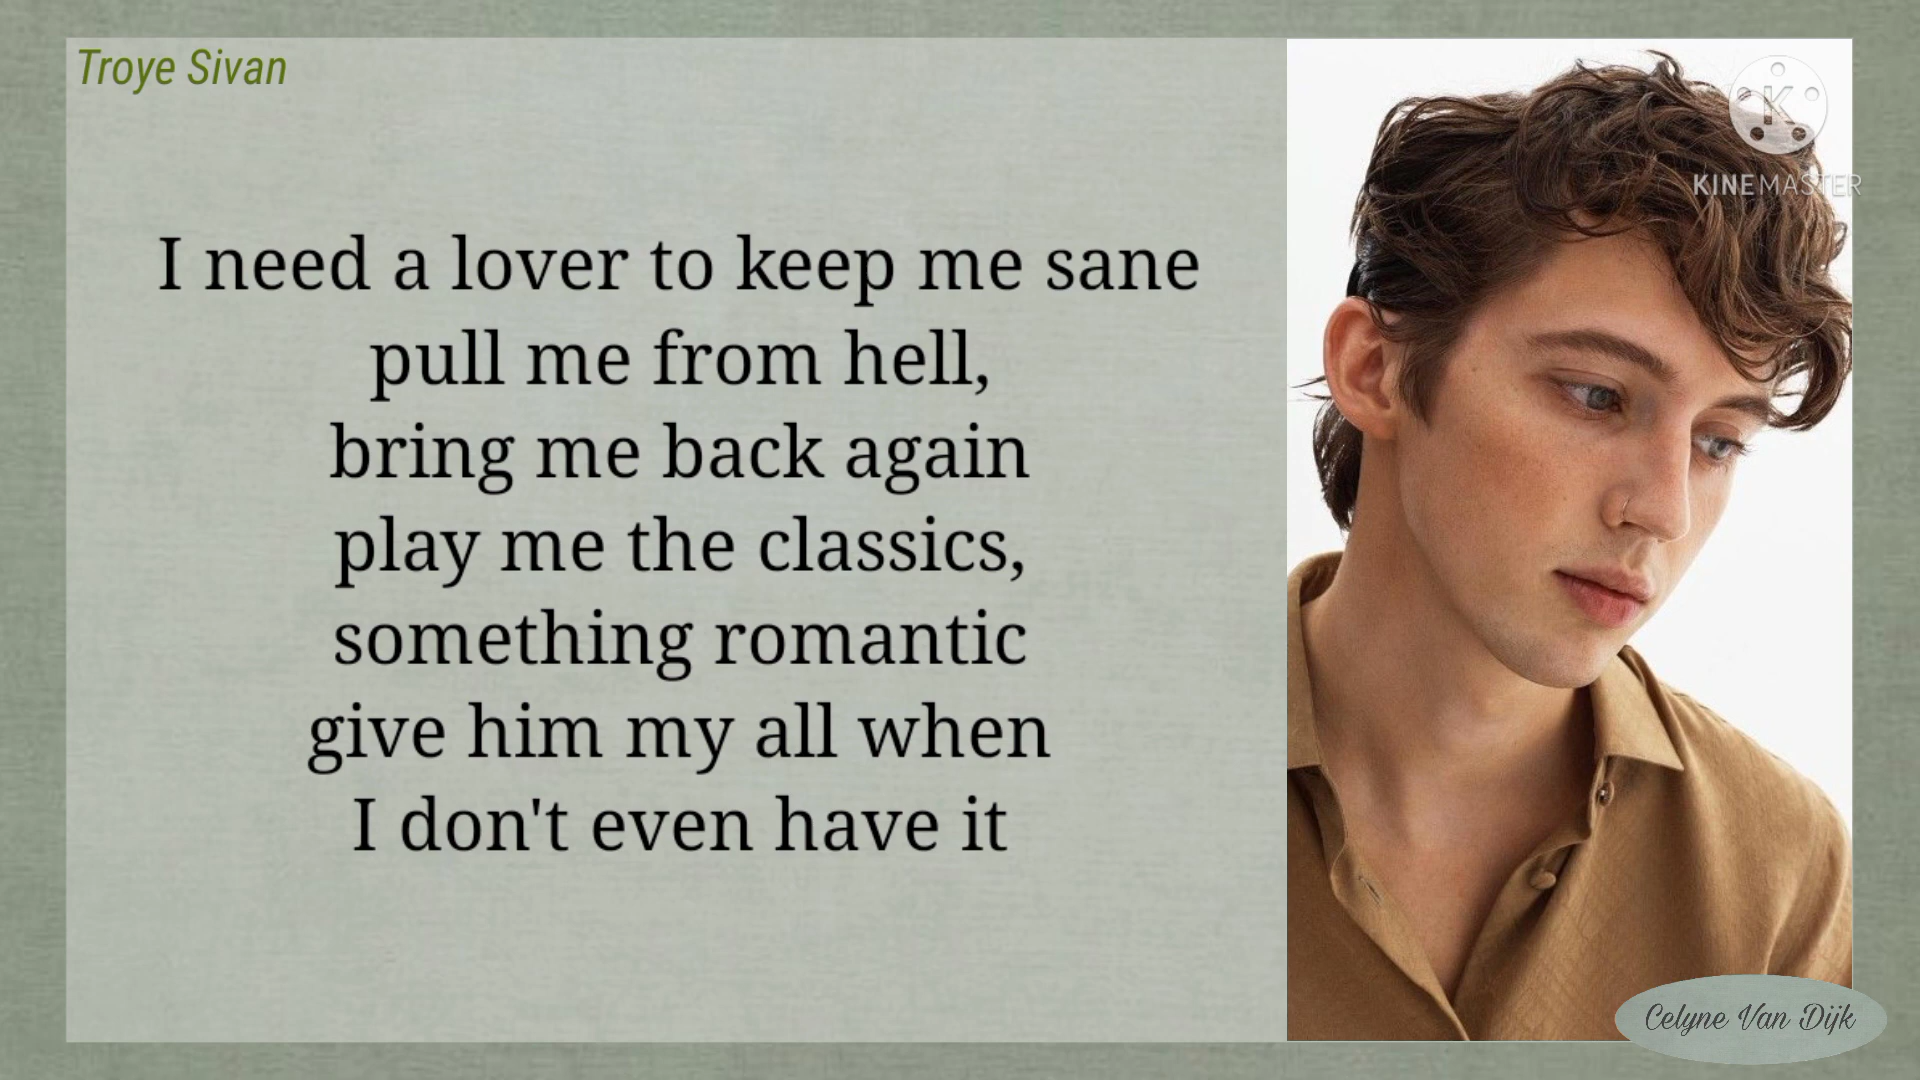 Troye Sivan
K
KINEMASTER
I need a lover to keep me sane
pull me from hell,
bring me back again
play me the classics,
something romantic
give him my all when
I don't even have it
Celyne Van Dijk